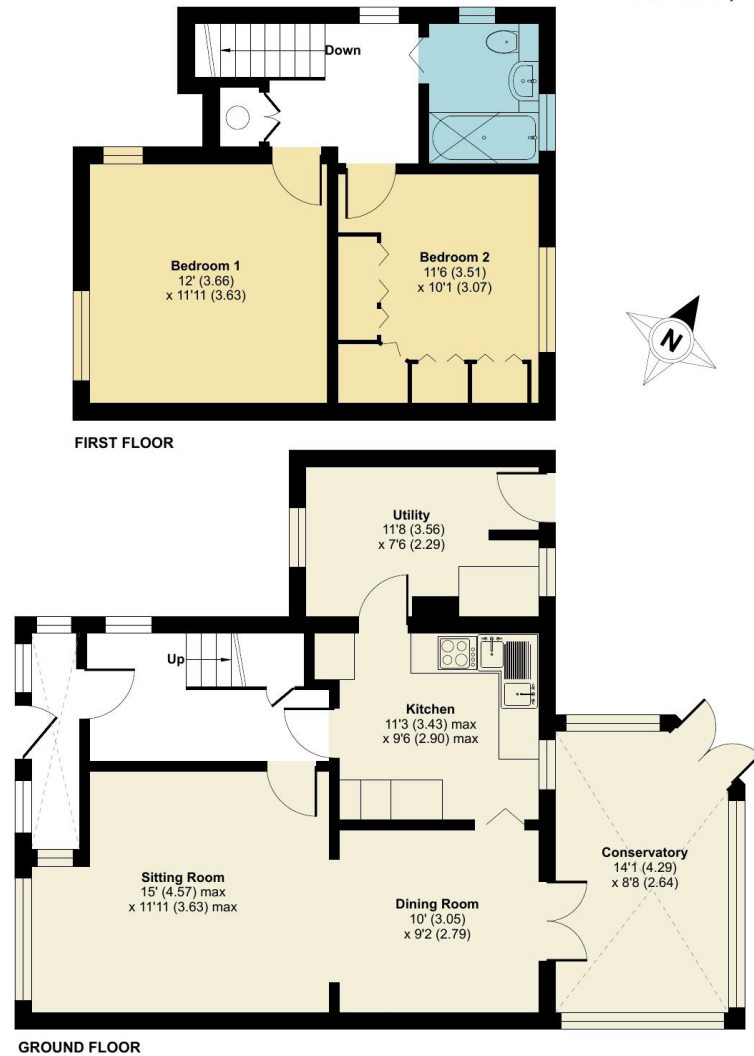 Down
Bedroom 1
12' (3.66)
x 11'11 (3.63)
Bedroom 2
11'6 (3.51)
x 10'1 (3.07)
N
FIRST FLOOR
Utility
11'8 (3.56)
x 7'6 (2.29)
Up
Kitchen
11'3 (3.43) max
x 9'6 (2.90) max
Sitting Room
15' (4.57) max
x 11'11 (3.63) max
Dining Room
10' (3.05)
x 9'2 (2.79)
Conservatory
14'1 (4.29)
x 8'8 (2.64)
GROUND FLOOR